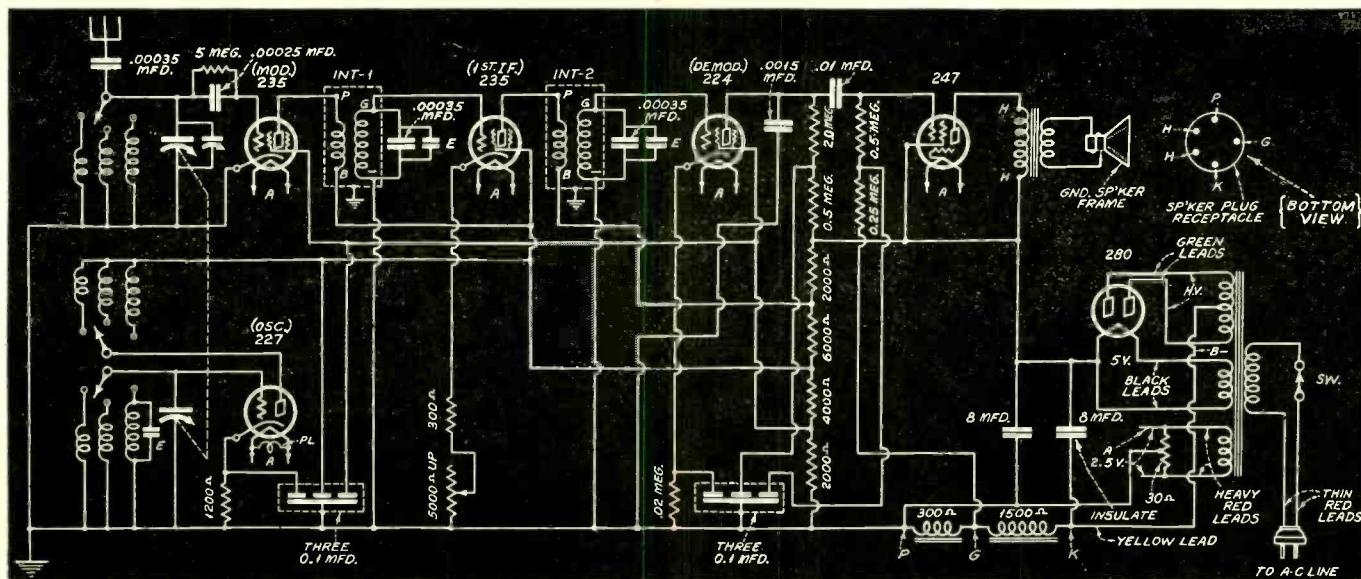 .00035
MFD.
5 MEG.
.00025 MFD.
(MOD.)
235
INT-1
P
G
B
.00035
MFD.
E
A
(1ST. I.F.)
235
INT-2
P
G
B
.00035
MFD.
E
A
(DEMOD.)
224
.0015
MFD.
.01 MFD.
A
2.0 MEG.
0.5 MEG.
0.5 MEG.
0.25 MEG.
247
A
H
H
GND. SP'KER
FRAME
P
H
H
G
K
SP'KER PLUG
RECEPTACLE
BOTTOM
VIEW
280
GREEN
LEADS
H.V.
B-
5 V.
BLACK
LEADS
SW.
(OSC.)
227
E
PL
A
1200Ω
THREE
0.1 MFD.
300Ω
5000Ω UP
.02 MEG.
THREE
0.1 MFD.
2000Ω
6000Ω
4000Ω
2000Ω
8 MFD.
8 MFD.
A
2.5 V.
30Ω
HEAVY
RED
LEADS
THIN
RED
LEADS
INSULATE
300Ω
1500Ω
YELLOW LEAD
P
G
K
TO A-C LINE